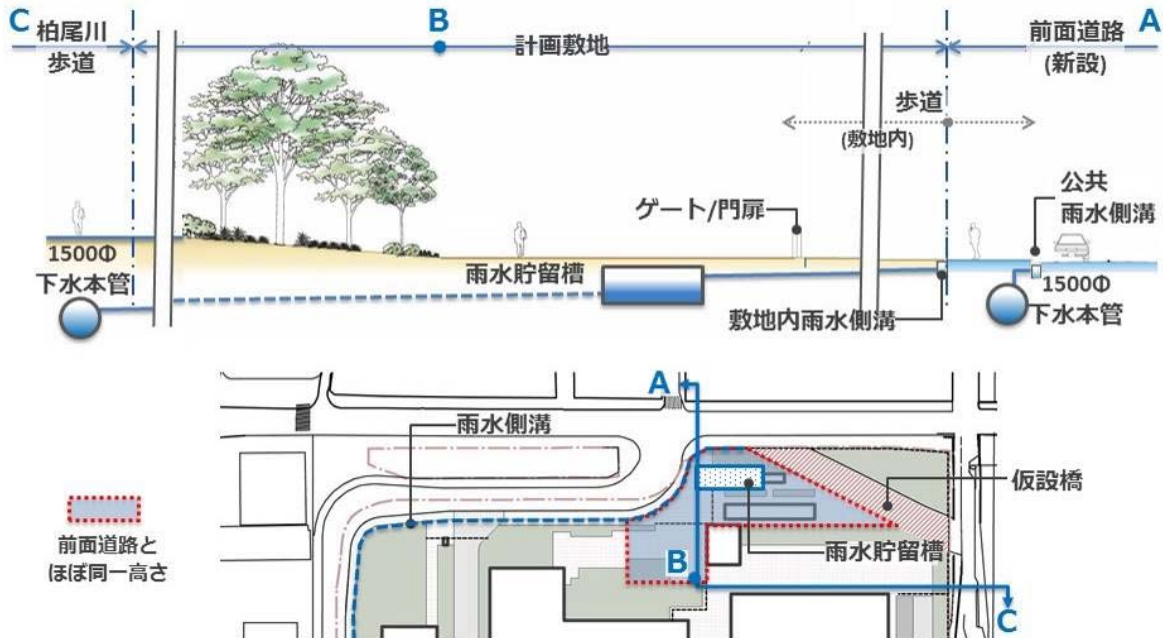 C
柏尾川
歩道
B
計画敷地
前面道路
(新設)
A
歩道
(敷地内)
ゲート/門扉
公共
雨水側溝
1500Φ
下水本管
雨水貯留槽
敷地内雨水側溝
1500Φ
下水本管
A
雨水側溝
仮設橋
前面道路と
ほぼ同一高さ
雨水貯留槽
B
C